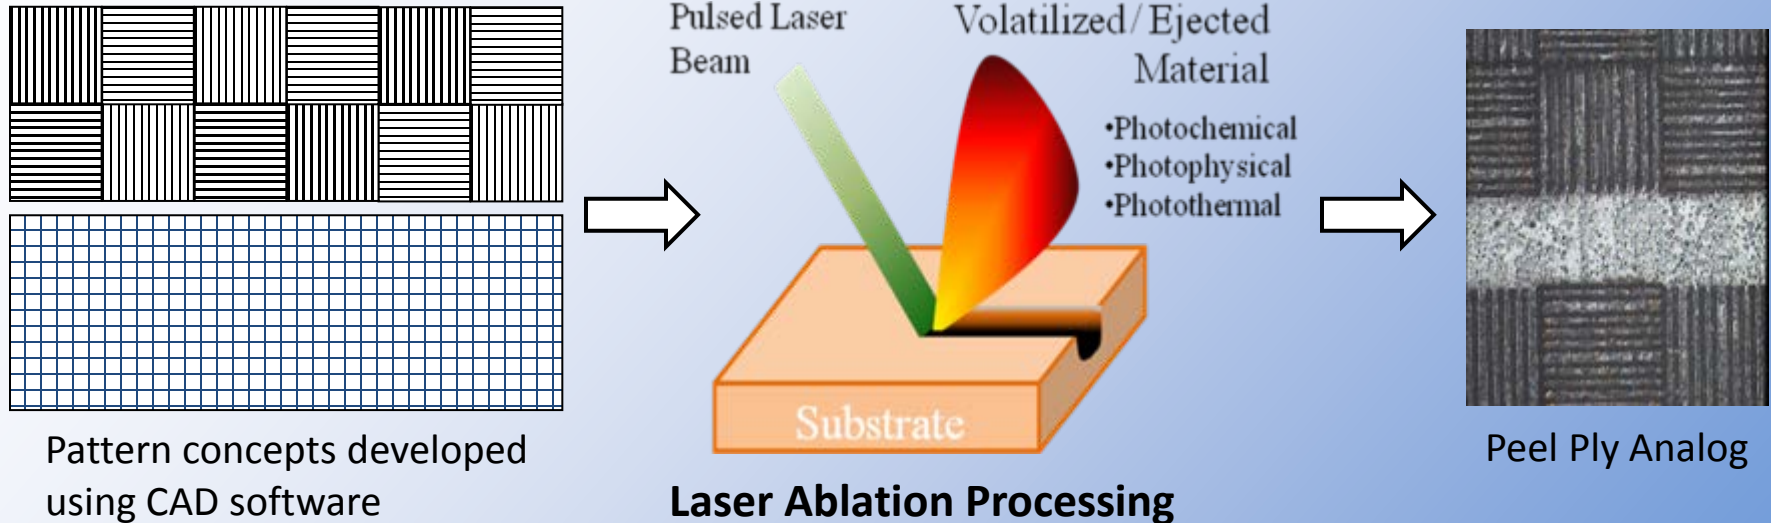 Pulsed Laser
Beam
Volatilized/Ejected
Material
•Photochemical
•Photophysical
•Photothermal
Substrate
Pattern concepts developed
using CAD software
Laser Ablation Processing
Peel Ply Analog